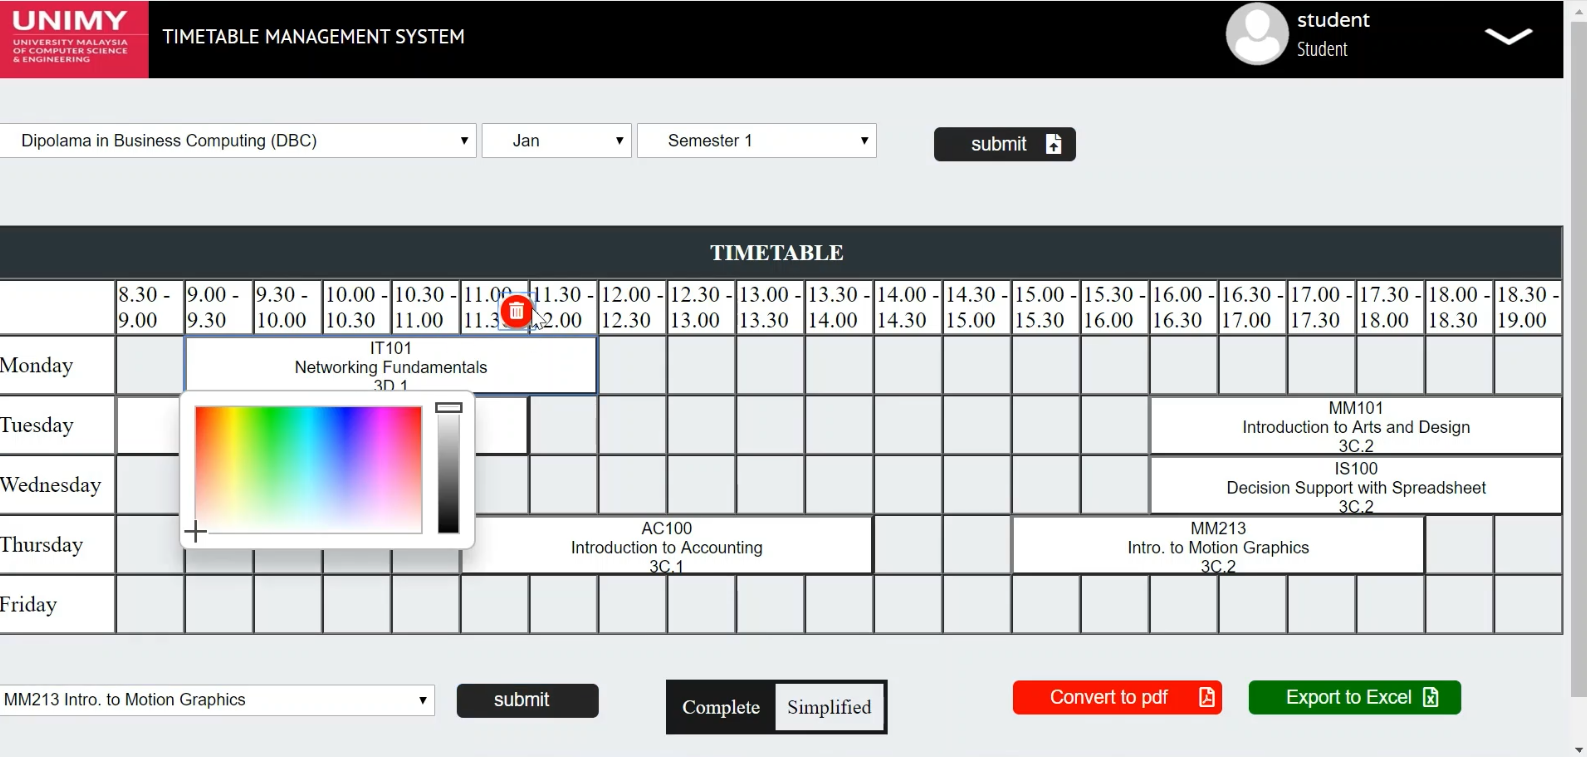 UNIMY
UNIVERSITY MALAYSIA
OF COMPUTER SCIENCE
& ENGINEERING
TIMETABLE MANAGEMENT SYSTEM
student
Student
Dipolama in Business Computing (DBC)
Jan
Semester 1
submit
TIMETABLE
8.30 - 9.00 - 9.30 - 10.00 - 10.30 - 11.00 11.30 - 12.00 - 12.30 - 13.00 - 13.30 - 14.00 - 14.30 - 15.00 - 15.30 - 16.00 - 16.30 - 17.00 - 17.30 - 18.00 - 18.30 -
9.00 9.30 10.00 10.30 11.00 11.3 2.00 12.30 13.00 13.30 14.00 14.30 15.00 15.30 16.00 16.30 17.00 17.30 18.00 18.30 19.00
Monday
IT101
Networking Fundamentals
3D.1
Tuesday
MM101
Introduction to Arts and Design
3C.2
Wednesday
IS100
Decision Support with Spreadsheet
3C.2
Thursday
AC100
Introduction to Accounting
3C.1
MM213
Intro. to Motion Graphics
3C.2
Friday
MM213 Intro. to Motion Graphics
submit
Complete
Simplified
Convert to pdf
Export to Excel